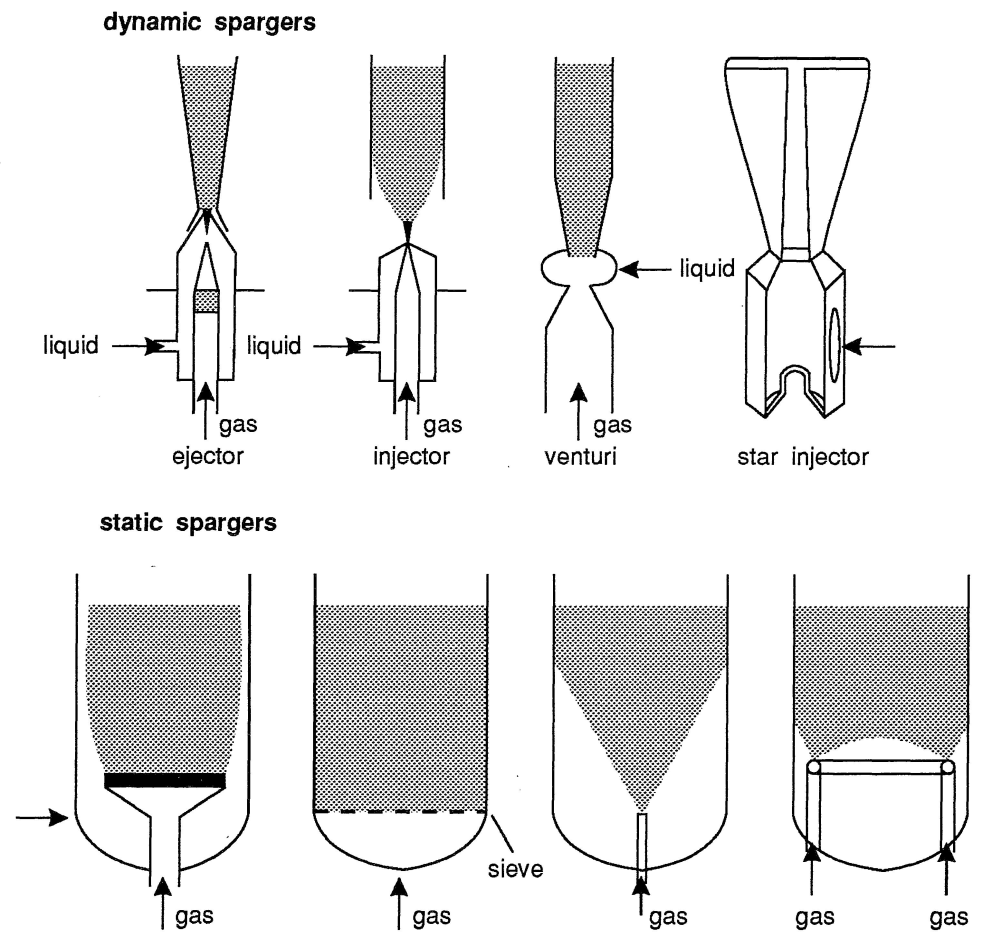 dynamic spargers
liquid
liquid
liquid
gas
gas
gas
ejector
injector
venturi
star injector
static spargers
sieve
gas
gas
gas
gas
gas